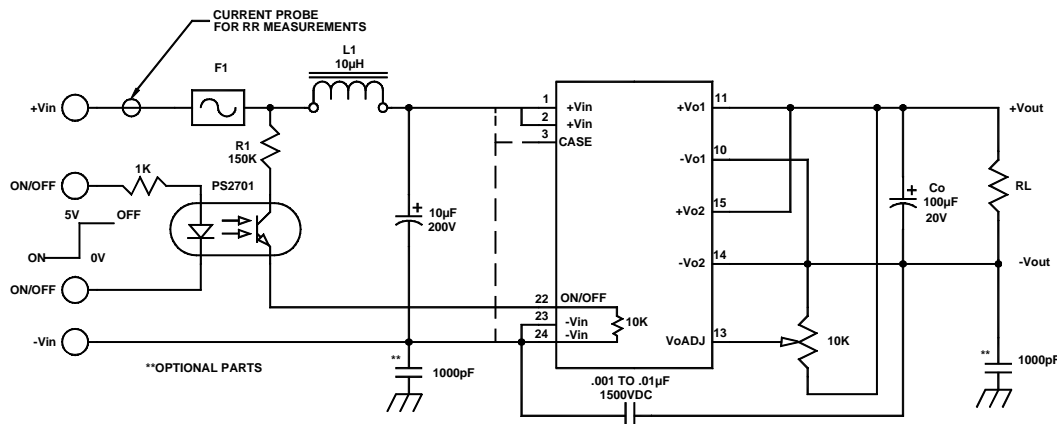 CURRENT PROBE
FOR RR MEASUREMENTS
L1
10µH
F1
+Vin
R1
150K
1K
PS2701
ON/OFF
5V
OFF
ON
0V
ON/OFF
-Vin
**OPTIONAL PARTS
+
10µF
200V
**
1000pF
1
+Vin
2
+Vin
3
CASE
22
ON/OFF
23
-Vin
24
-Vin
10K
+Vo1
11
-Vo1
10
+Vo2
15
-Vo2
14
VoADJ
13
10K
.001 TO .01µF
1500VDC
+
Co
100µF
20V
+Vout
RL
-Vout
**
1000pF